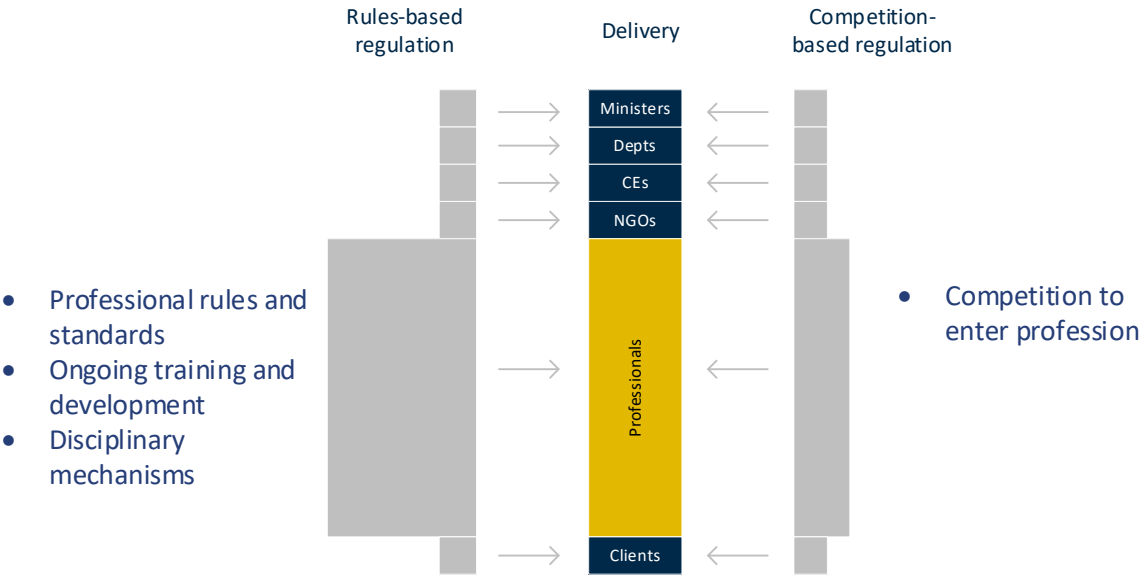 Rules-based
regulation
Delivery
Competition-
based regulation
Ministers
Depts
CEs
NGOs
• Professional rules and
standards
• Ongoing training and
development
• Disciplinary
mechanisms
Professionals
• Competition to
enter profession
Clients